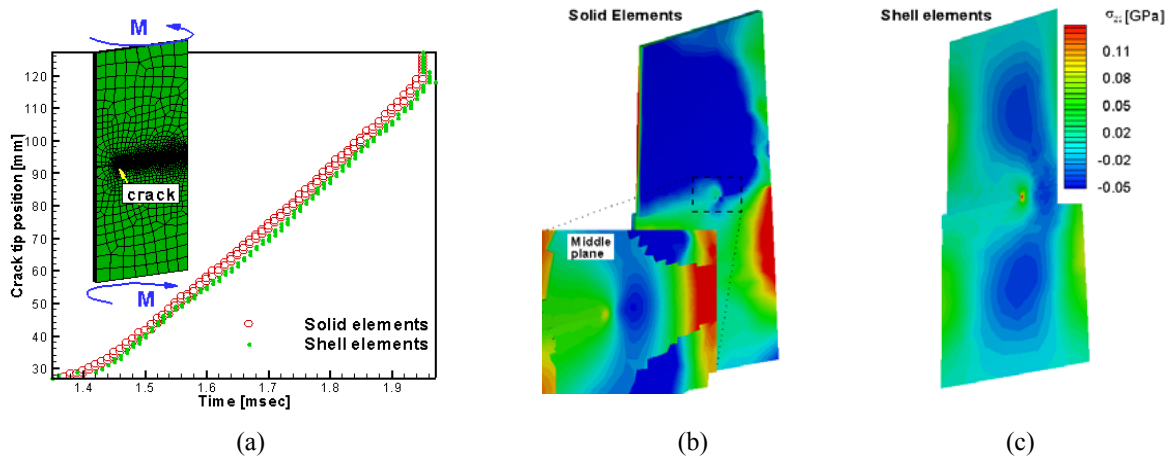 M
crack
M
Crack tip position [mm]
120
110
100
90
80
70
60
50
40
30
1.4
1.5
1.6
1.7
1.8
1.9
Time [msec]
Solid elements
Shell elements
(a)
Solid Elements
Middle
plane
(b)
Shell elements
σ22 [GPa]
0.11
0.08
0.05
0.02
-0.02
-0.05
(c)